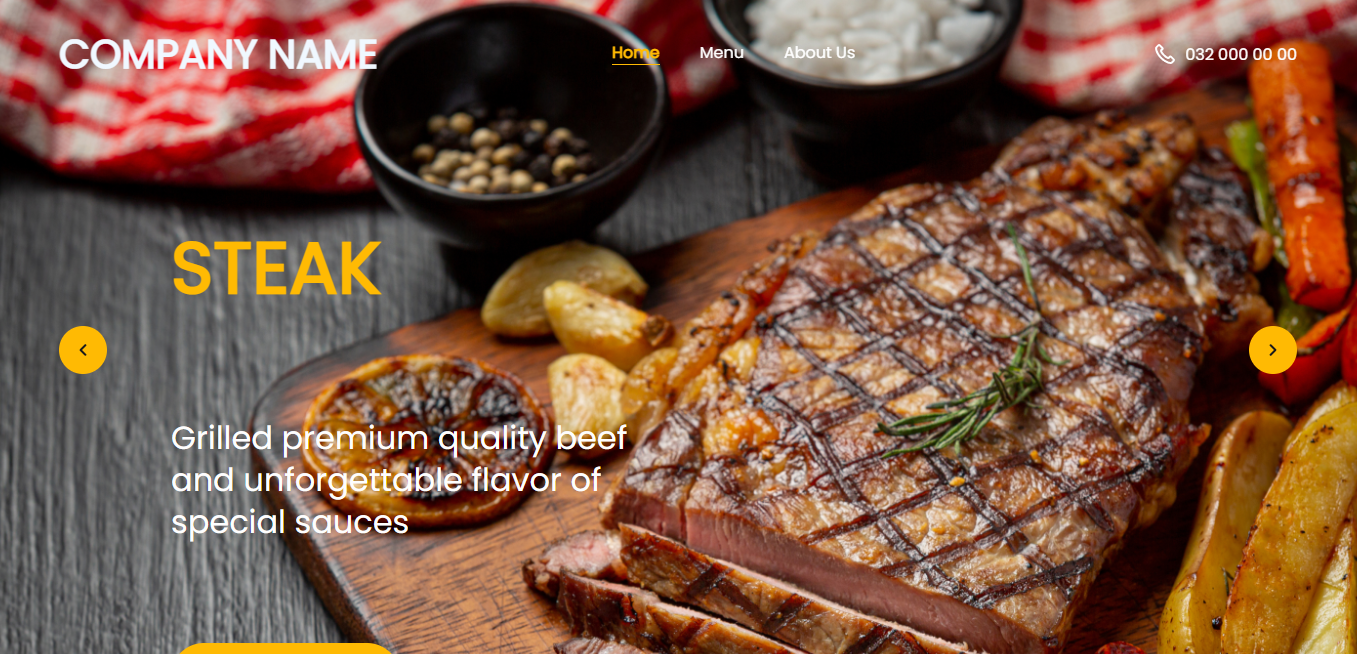 COMPANY NAME
Home
Menu
About Us
032 000 00 00
STEAK
Grilled premium quality beef
and unforgettable flavor of
special sauces